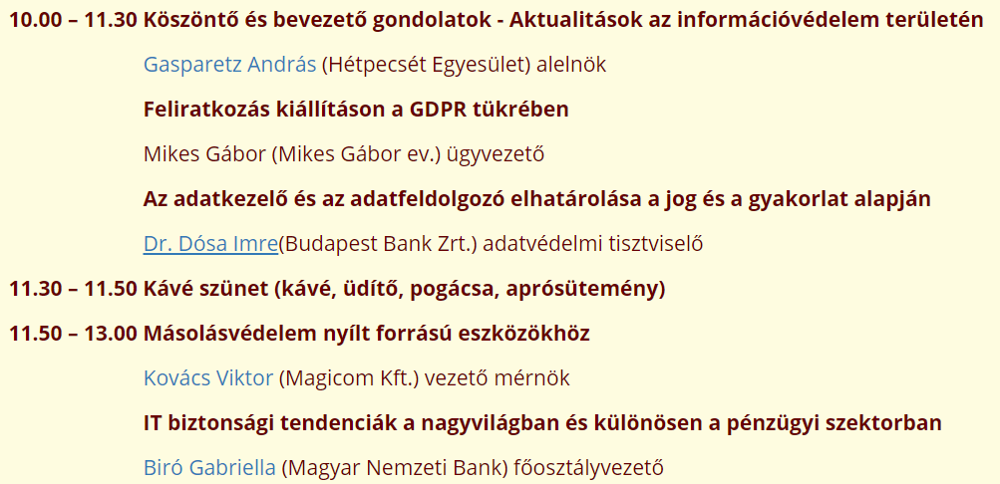 10.00 – 11.30 Köszöntő és bevezető gondolatok - Aktualitások az információvédelem területén
Gasparetz András (Hétpecsét Egyesület) alelnök
Feliratkozás kiállításon a GDPR tükrében
Mikes Gábor (Mikes Gábor ev.) ügyvezető
Az adatkezelő és az adatfeldolgozó elhatárolása a jog és a gyakorlat alapján
Dr. Dósa Imre(Budapest Bank Zrt.) adatvédelmi tisztviselő
11.30 – 11.50 Kávé szünet (kávé, üdítő, pogácsa, aprósütemény)
11.50 – 13.00 Másolásvédelem nyílt forrású eszközökhöz
Kovács Viktor (Magicom Kft.) vezető mérnök
IT biztonsági tendenciák a nagyvilágban és különösen a pénzügyi szektorban
Biró Gabriella (Magyar Nemzeti Bank) főosztályvezető